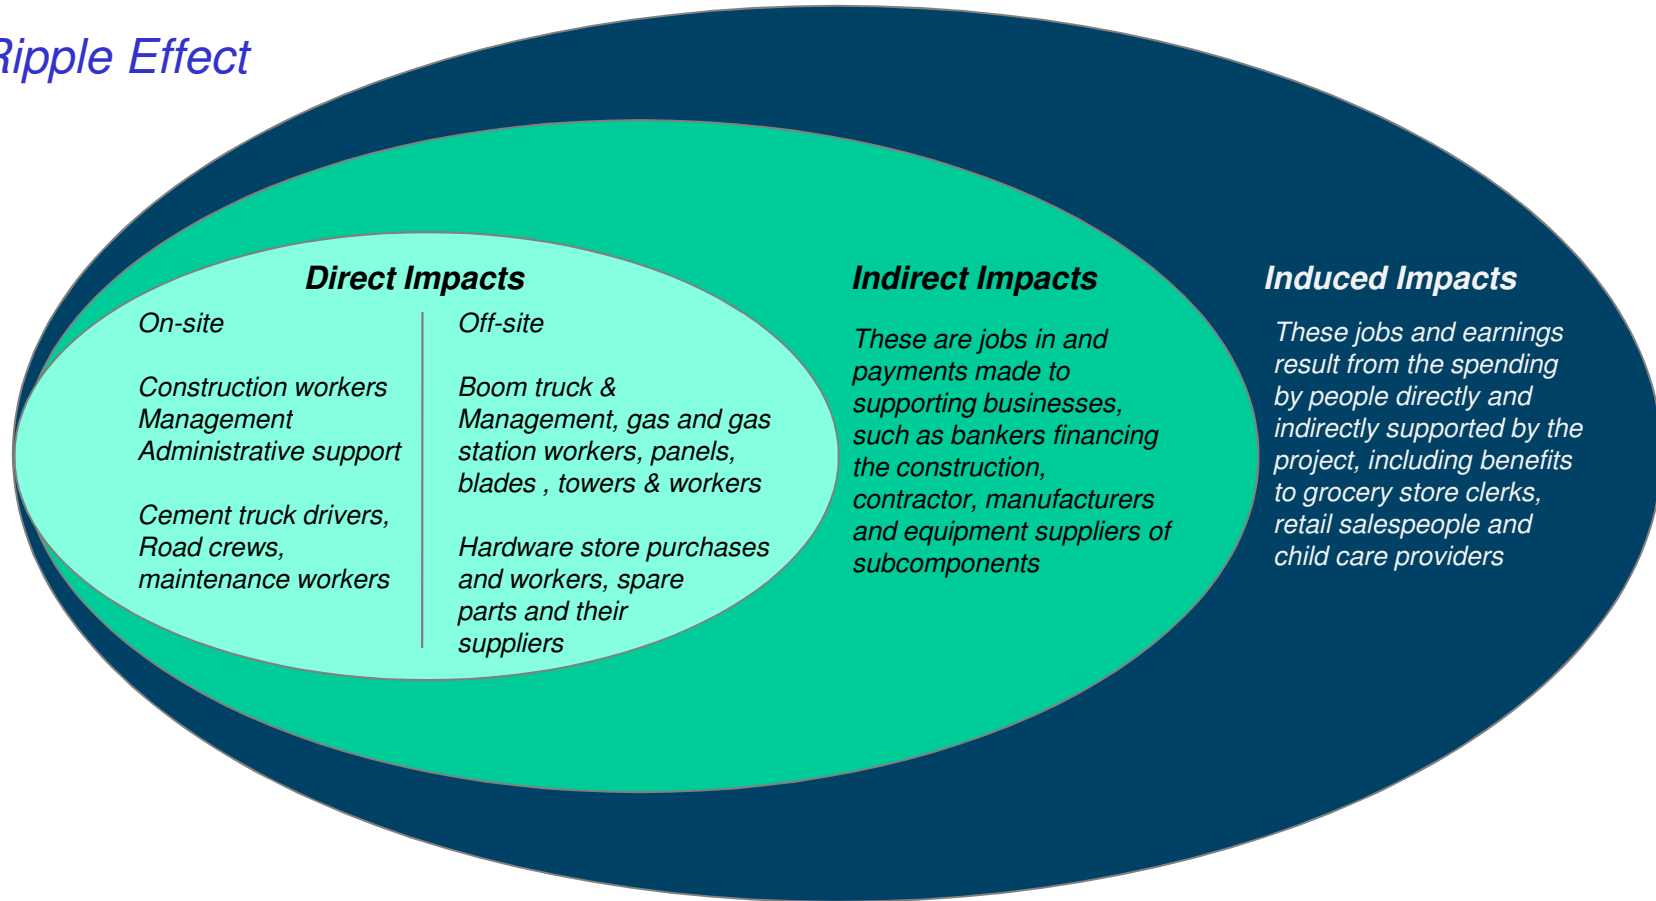 Ripple Effect
Direct Impacts
On-site
Construction workers
Management
Administrative support
Cement truck drivers,
Road crews,
maintenance workers
Off-site
Boom truck &
Management, gas and gas
station workers, panels,
blades , towers & workers
Hardware store purchases
and workers, spare
parts and their
suppliers
Indirect Impacts
These are jobs in and
payments made to
supporting businesses,
such as bankers financing
the construction,
contractor, manufacturers
and equipment suppliers of
subcomponents
Induced Impacts
These jobs and earnings
result from the spending
by people directly and
indirectly supported by the
project, including benefits
to grocery store clerks,
retail salespeople and
child care providers